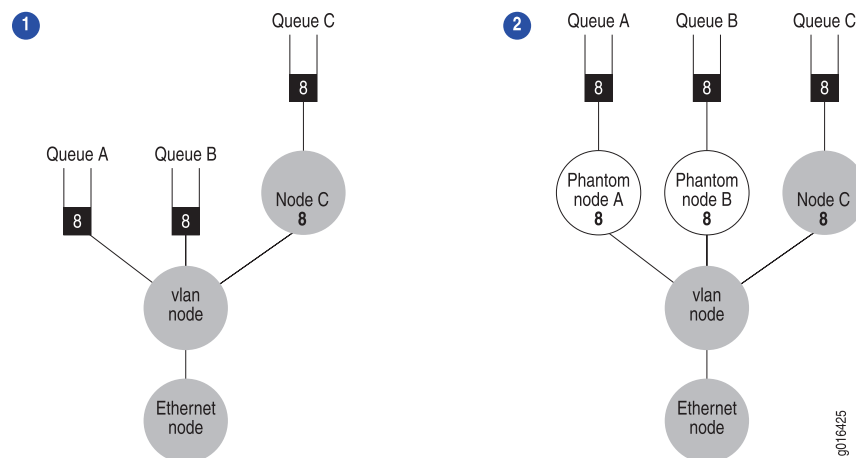 1
Queue C
8
Queue A
Queue B
8
8
Node C
8
vlan
node
Ethernet
node
2
Queue A
Queue B
Queue C
8
8
8
Phantom
node A
8
Phantom
node B
8
Node C
8
vlan
node
Ethernet
node
g016425